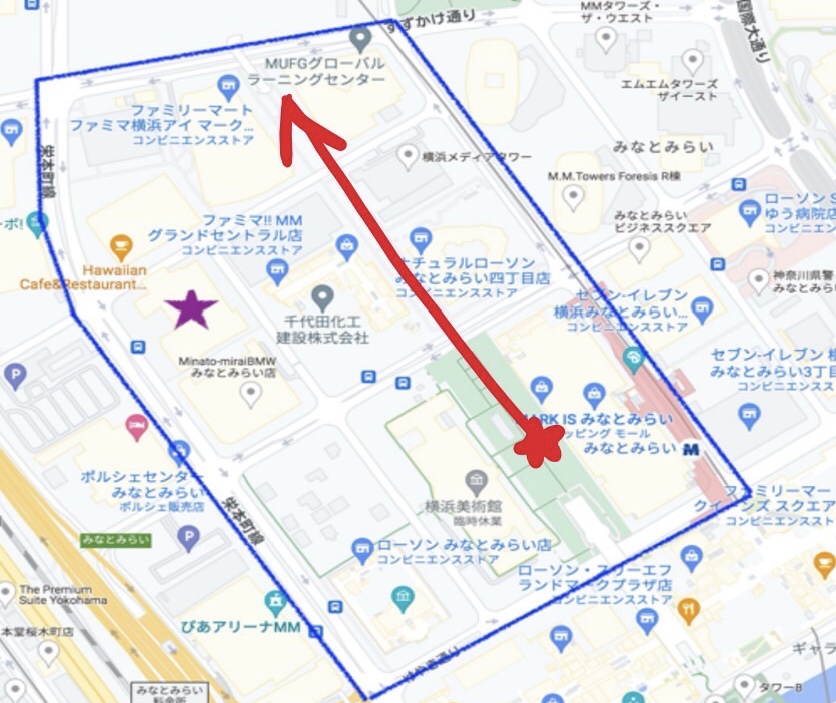 すずかけ通り
MMタワーズ・
ザ・ウエスト
国際大通り
MUFGグローバル
ラーニングセンター
エムエムタワーズ
ザイースト
ファミリーマート
ファミマ横浜アイ マーク...
コンビニエンスストア
横浜メディアタワー
みなとみらい
M.M.Towers Foresis R棟
栄本町線
ローソン S
ゆう病院店
コンビニエンスス
ーポ!
ファミマ!! MM
グランドセントラル店
コンビニエンスストア
みなとみらい
ビジネススクエア
Hawaiian
Cafe&Restaurant...
ナチュラルローソン
みなとみらい四丁目店
コンビニエンスストア
神奈川県警
みなとみら
セブン-イレブン
横浜みなとみらい...
コンビニエンスストア
千代田化工
建設株式会社
Minato-miraiBMW
みなとみらい店
セブン-イレブン 横
みなとみらい3丁目
コンビニエンスス
P
MARK IS みなとみらい
ッピング モール
みなとみらい
M
ポルシェセンター
みなとみらい
ポルシェ販売店
横浜美術館
臨時休業
ファミリーマー
クイーンズ スクエア
コンビニエンススト
栄本町線
みなとみらい
P
ローソン みなとみらい店
コンビニエンスストア
ローソン・スリーエフ
ランドマークプラザ店
コンビニエンスストア
The Premium
Suite Yokohama
ぴあアリーナMM
本堂桜木町店
けやき通り
ギャラ
みなとみらい
料金所
タワーB